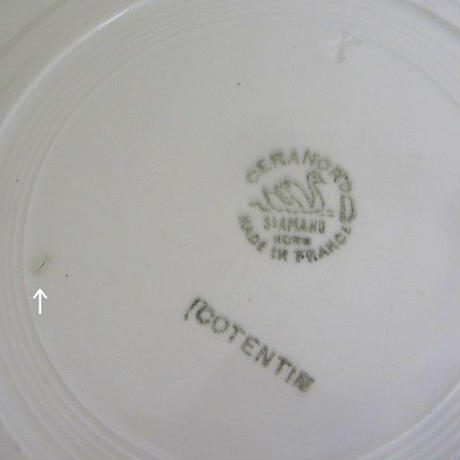 CERANORD
St AMAND
NORD
MADE IN FRANCE
COTENTIN